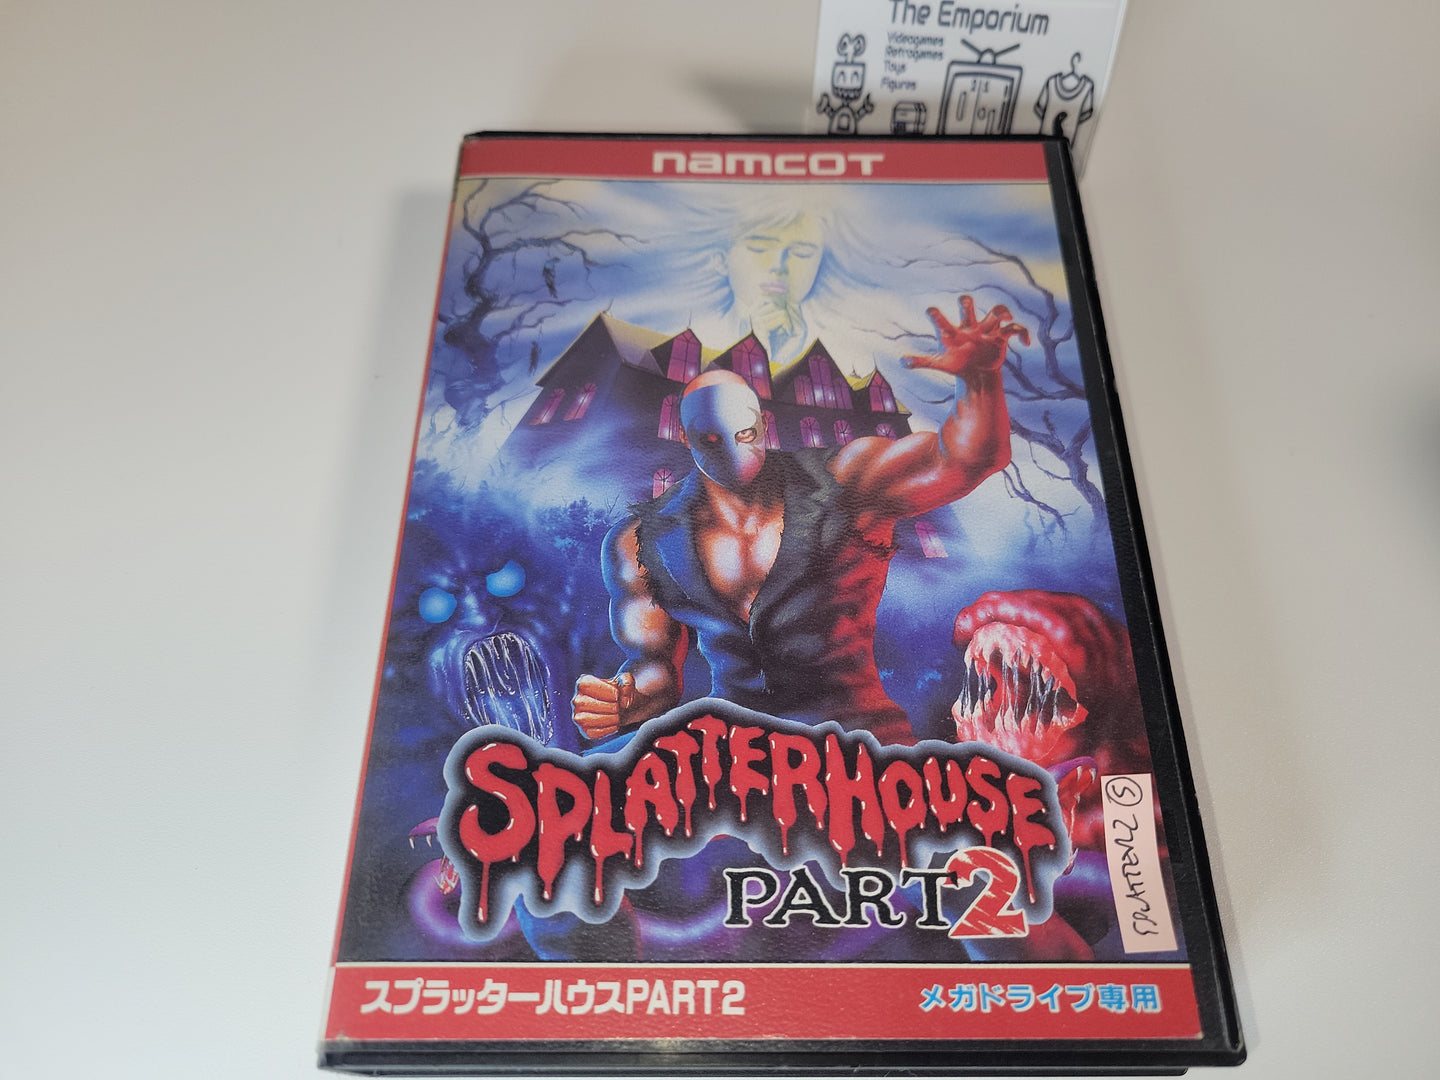 The Emporium
Videogames
Retrogames
Toys
Figures
namcot
SPLATTERHOUSE
PART2
SPLATTER2 S
スプラッターハウスPART2
メガドライブ専用